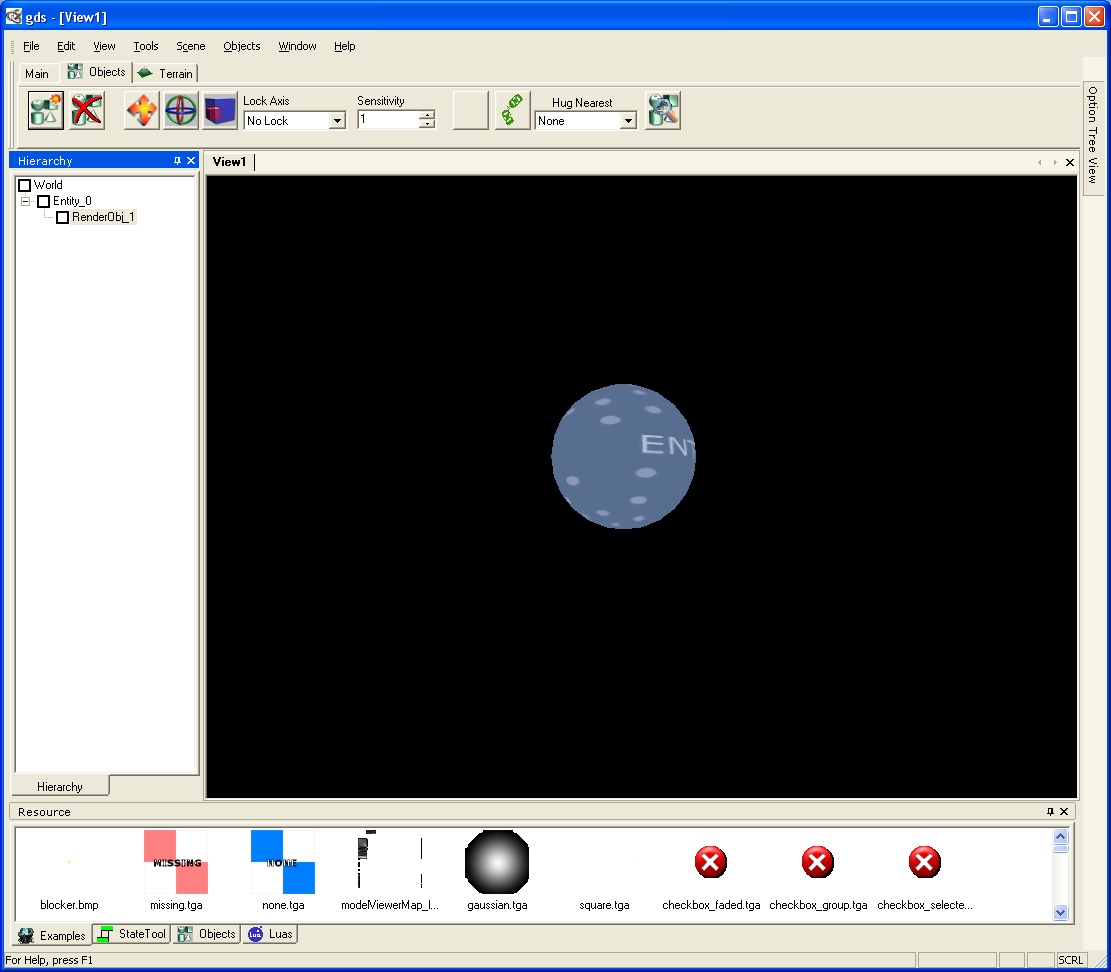 gds - [View1]
File Edit View Tools Scene Objects Window Help
Main Objects Terrain
Lock Axis Sensitivity Hug Nearest
No Lock 1 None
Option Tree View
Hierarchy
View1
World
Entity_0
RenderObj_1
ENT
Hierarchy
Resource
MISSING NONE
blocker.bmp missing.tga none.tga modelViewerMap_l... gaussian.tga square.tga checkbox_faded.tga checkbox_group.tga checkbox_selecte...
Examples StateTool Lua Objects Luas
For Help, press F1 SCRL